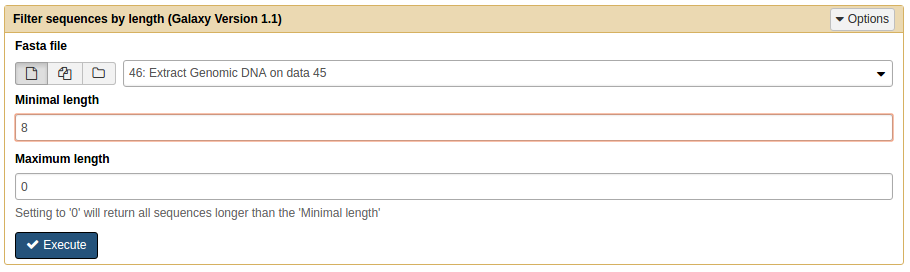 Filter sequences by length (Galaxy Version 1.1)
Options
Fasta file
46: Extract Genomic DNA on data 45
Minimal length
8
Maximum length
0
Setting to '0' will return all sequences longer than the 'Minimal length'
Execute